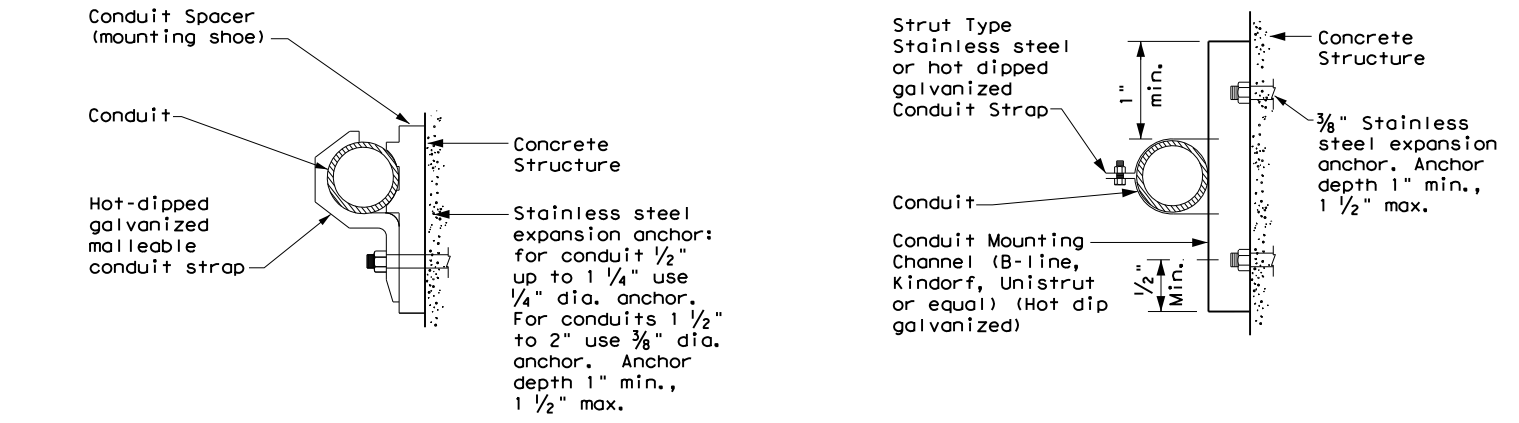 Conduit Spacer
(mounting shoe)
Conduit
Hot-dipped
galvanized
malleable
conduit strap
Concrete
Structure
Stainless steel
expansion anchor:
for conduit ½"
up to 1 ¼" use
¼" dia. anchor.
For conduits 1 ½"
to 2" use ⅜" dia.
anchor. Anchor
depth 1" min.,
1 ½" max.
Strut Type
Stainless steel
or hot dipped
galvanized
Conduit Strap
Conduit
Conduit Mounting
Channel (B-line,
Kindorf, Unistrut
or equal) (Hot dip
galvanized)
1"
min.
½"
Min.
Concrete
Structure
⅜" Stainless
steel expansion
anchor. Anchor
depth 1" min.,
1 ½" max.